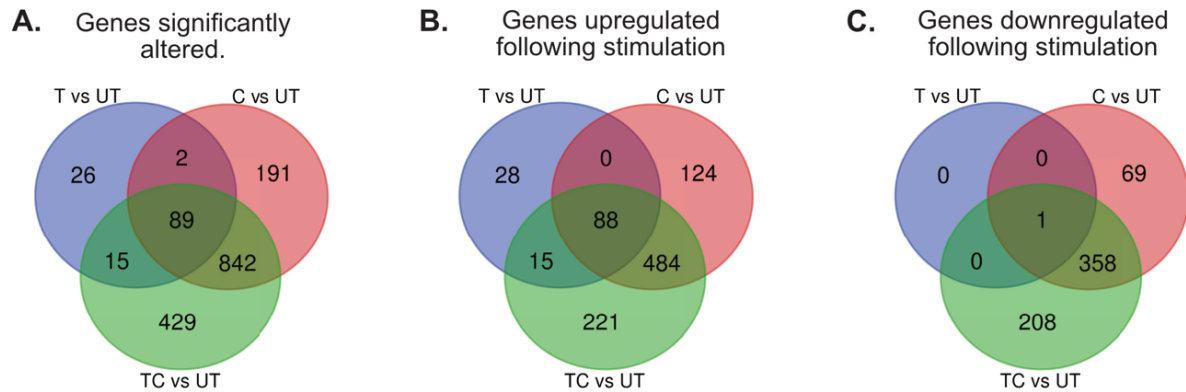 A. Genes significantly
altered.
T vs UT
C vs UT
26
2
191
89
15
842
429
TC vs UT
B. Genes upregulated
following stimulation
T vs UT
C vs UT
28
0
124
88
15
484
221
TC vs UT
C. Genes downregulated
following stimulation
T vs UT
C vs UT
0
0
69
1
0
358
208
TC vs UT